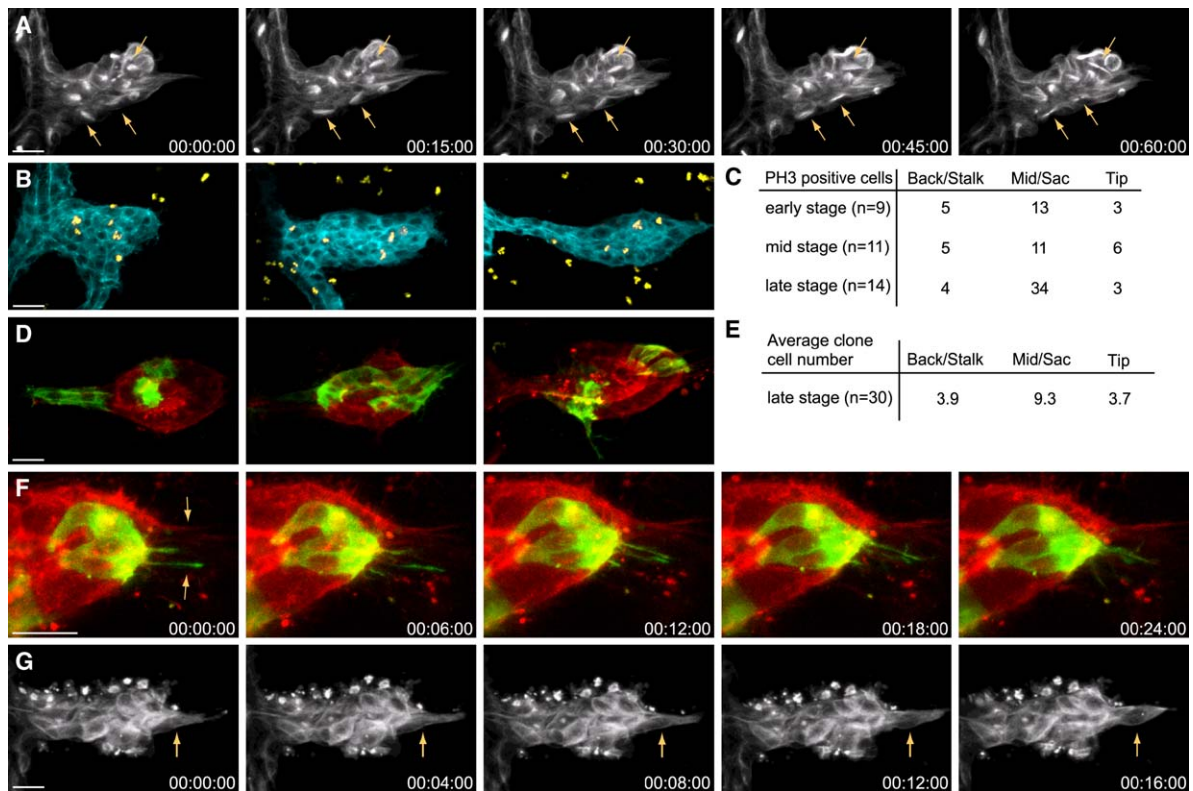 A
00:00:00
00:15:00
00:30:00
00:45:00
00:60:00
B
C
PH3 positive cells Back/Stalk Mid/Sac Tip
early stage (n=9) 5 13 3
mid stage (n=11) 5 11 6
late stage (n=14) 4 34 3
D
E
Average clone
cell number Back/Stalk Mid/Sac Tip
late stage (n=30) 3.9 9.3 3.7
F
00:00:00
00:06:00
00:12:00
00:18:00
00:24:00
G
00:00:00
00:04:00
00:08:00
00:12:00
00:16:00